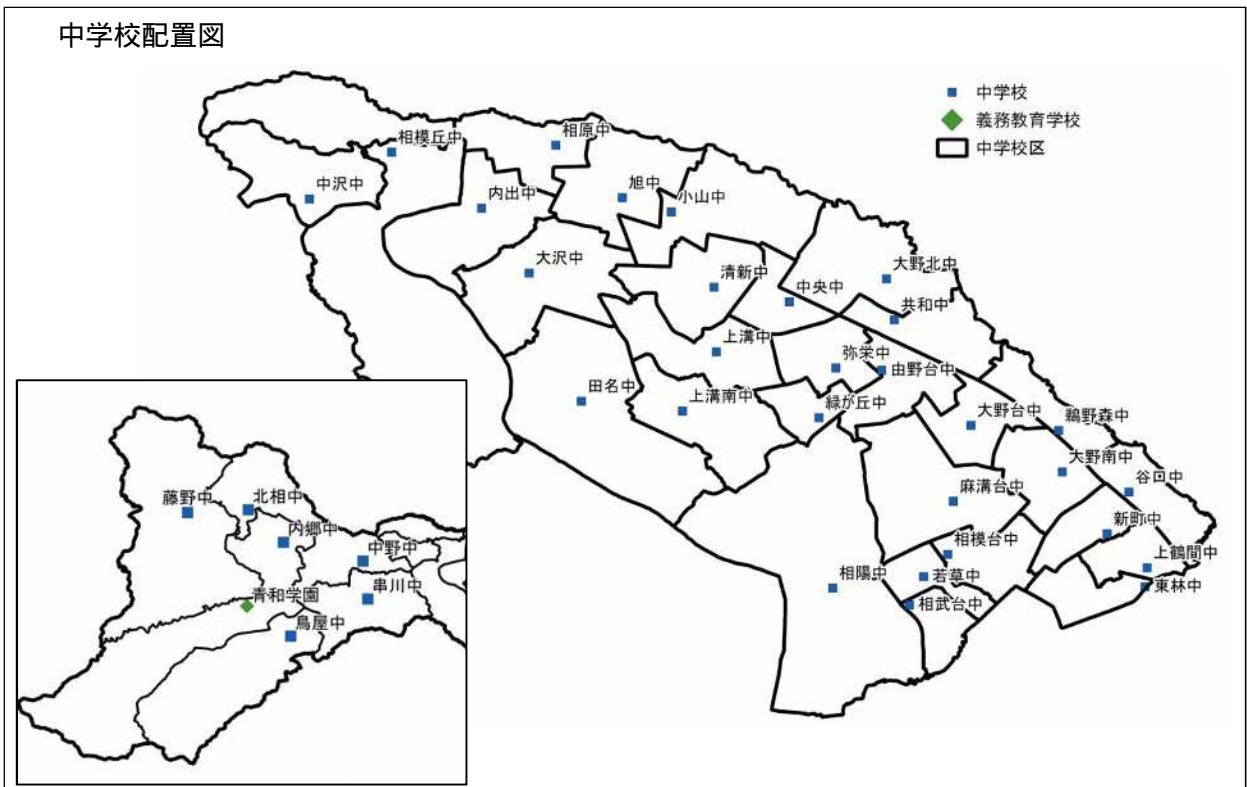 中学校配置図
中学校
義務教育学校
中学校区
相模丘中
相原中
中沢中
内出中
旭中
小山中
大沢中
清新中
中央中
大野北中
共和中
上溝中
弥栄中
由野台中
田名中
上溝南中
緑が丘中
大野台中
鵜野森中
大野南中
谷口中
麻溝台中
新町中
相模台中
上鶴間中
相陽中
若草中
東林中
相武台中
藤野中
北相中
内郷中
中野中
串川中
青和学園
鳥屋中